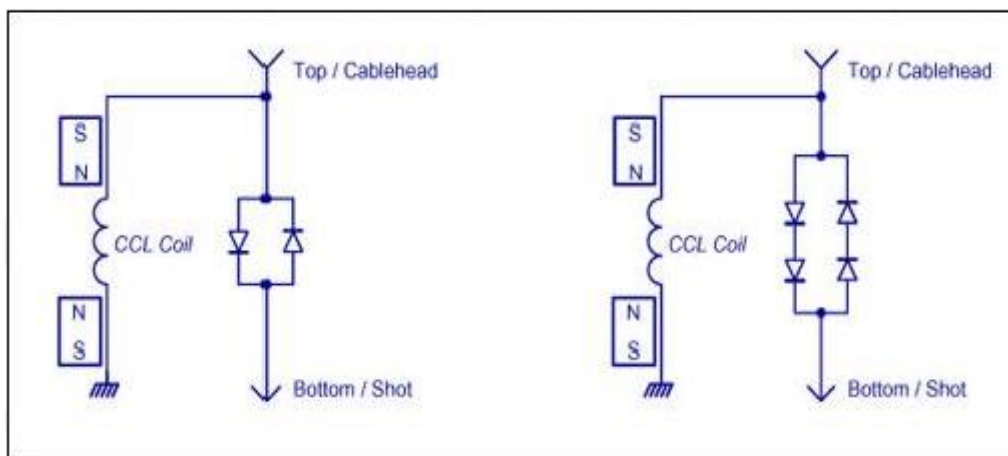 Top / Cablehead
S
N
CCL Coil
N
S
Bottom / Shot
Top / Cablehead
S
N
CCL Coil
N
S
Bottom / Shot